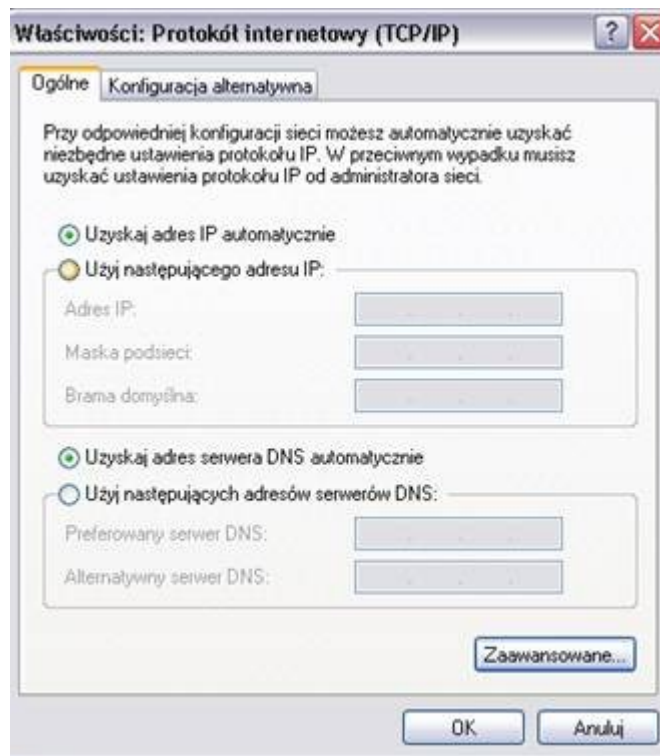 Właściwości: Protokół internetowy (TCP/IP)
Ogólne
Konfiguracja alternatywna
Przy odpowiedniej konfiguracji sieci możesz automatycznie uzyskać
niezbędne ustawienia protokołu IP. W przeciwnym wypadku musisz
uzyskać ustawienia protokołu IP od administratora sieci.
Uzyskaj adres IP automatycznie
Użyj następującego adresu IP:
Adres IP:
Maska podsieci:
Brama domyślna:
Uzyskaj adres serwera DNS automatycznie
Użyj następujących adresów serwerów DNS:
Preferowany serwer DNS:
Alternatywny serwer DNS:
Zaawansowane...
OK
Anuluj